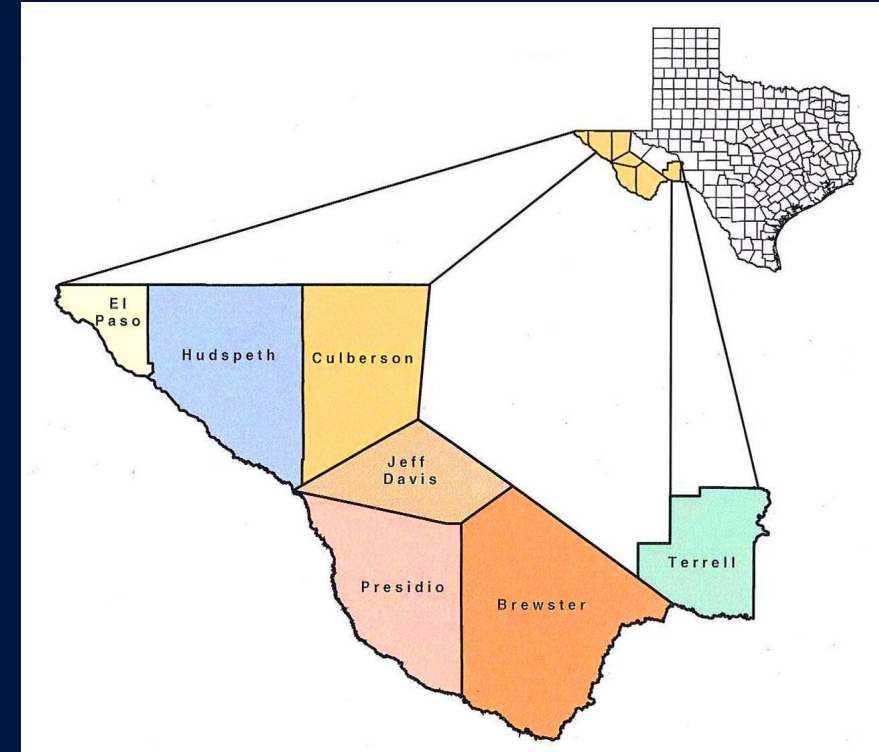 El
Paso
Hudspeth
Culberson
Jeff
Davis
Presidio
Brewster
Terrell